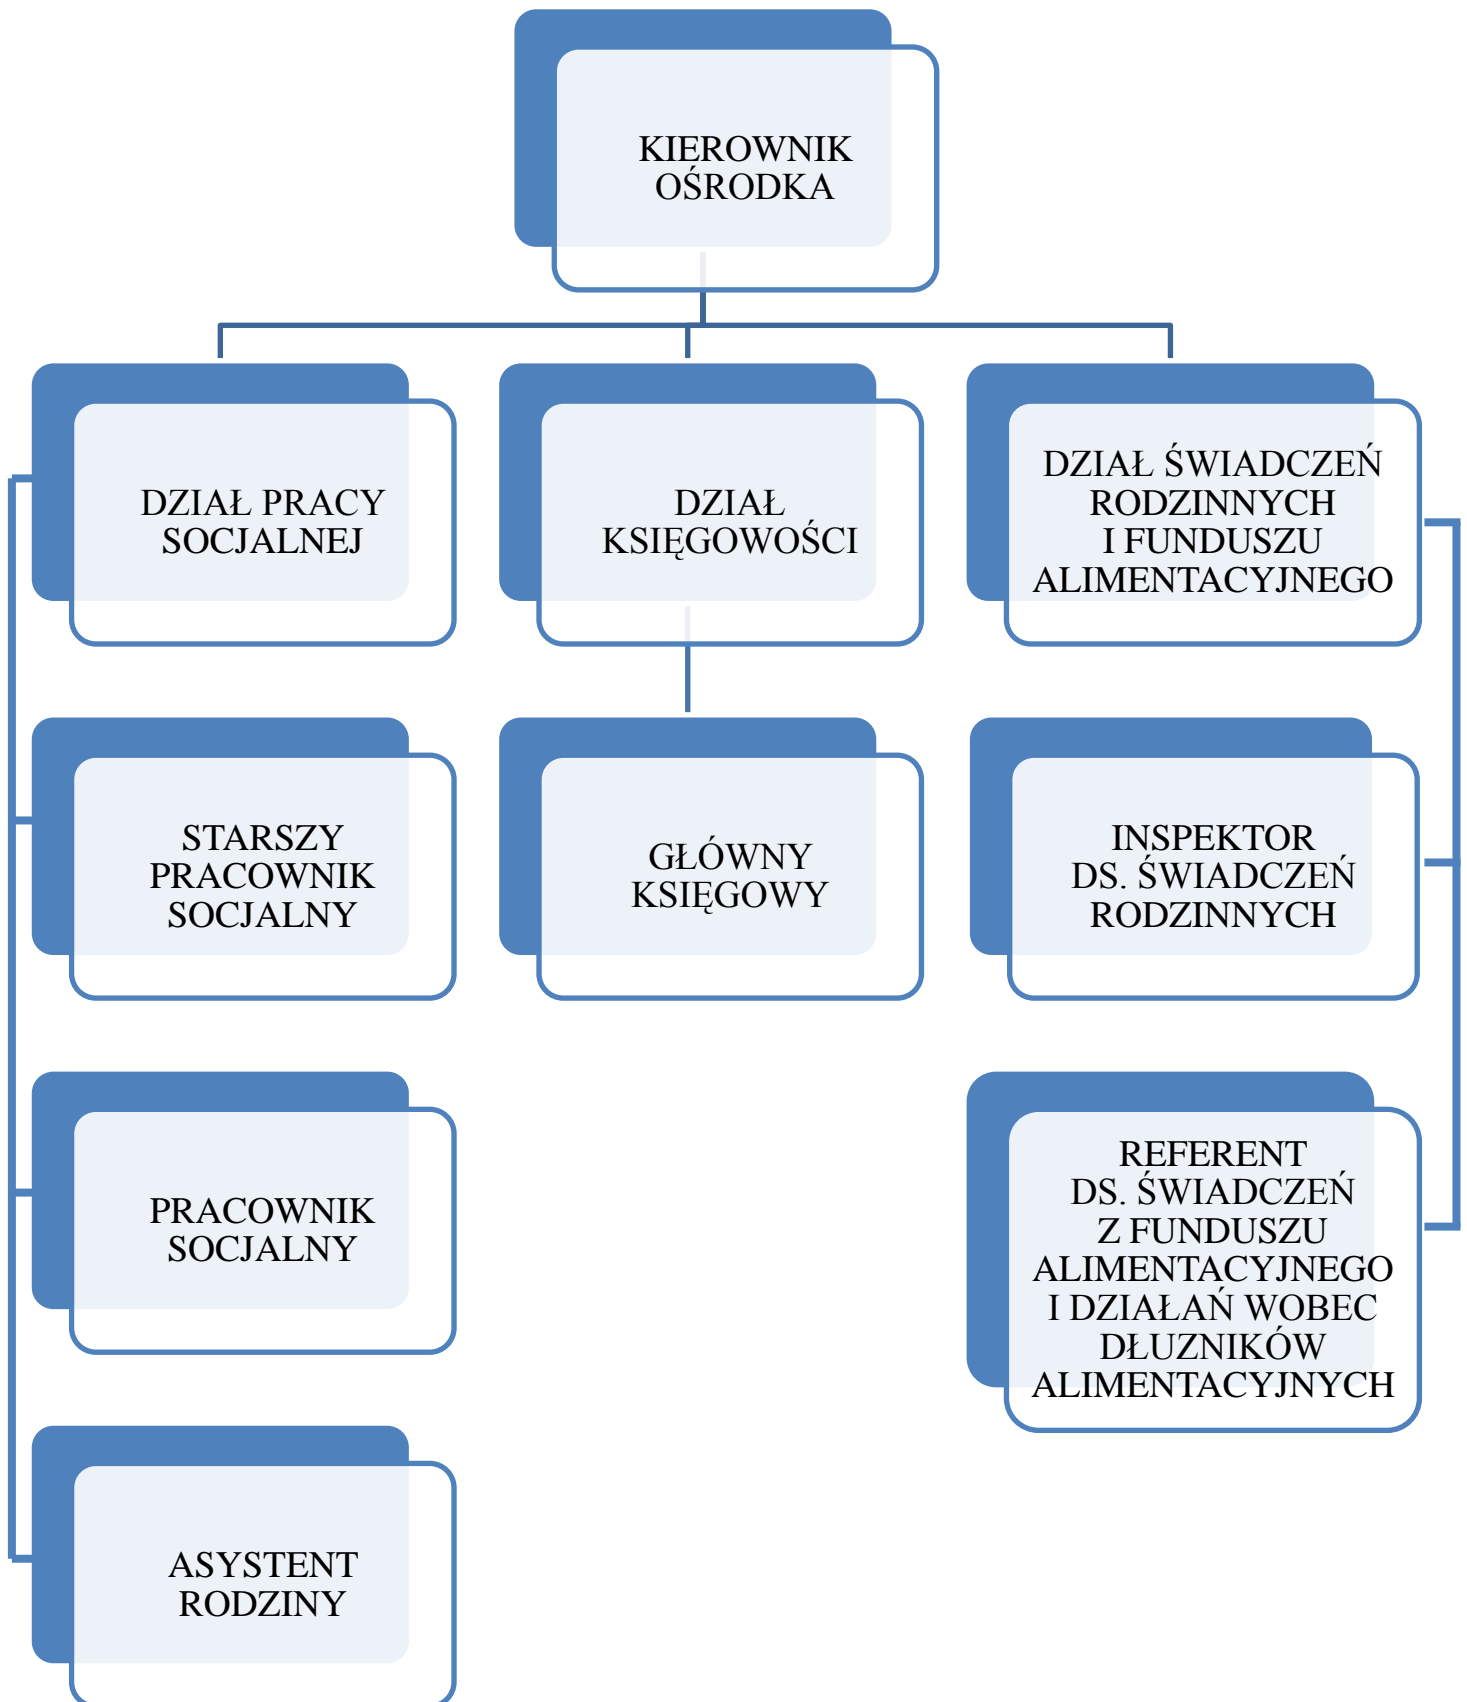 KIEROWNIK
OŚRODKA
DZIAŁ PRACY
SOCJALNEJ
DZIAŁ
KSIĘGOWOŚCI
DZIAŁ ŚWIADCZEŃ
RODZINNYCH
I FUNDUSZU
ALIMENTACYJNEGO
STARSZY
PRACOWNIK
SOCJALNY
GŁÓWNY
KSIĘGOWY
INSPEKTOR
DS. ŚWIADCZEŃ
RODZINNYCH
PRACOWNIK
SOCJALNY
REFERENT
DS. ŚWIADCZEŃ
Z FUNDUSZU
ALIMENTACYJNEGO
I DZIAŁAŃ WOBEC
DŁUZNIKÓW
ALIMENTACYJNYCH
ASYSTENT
RODZINY